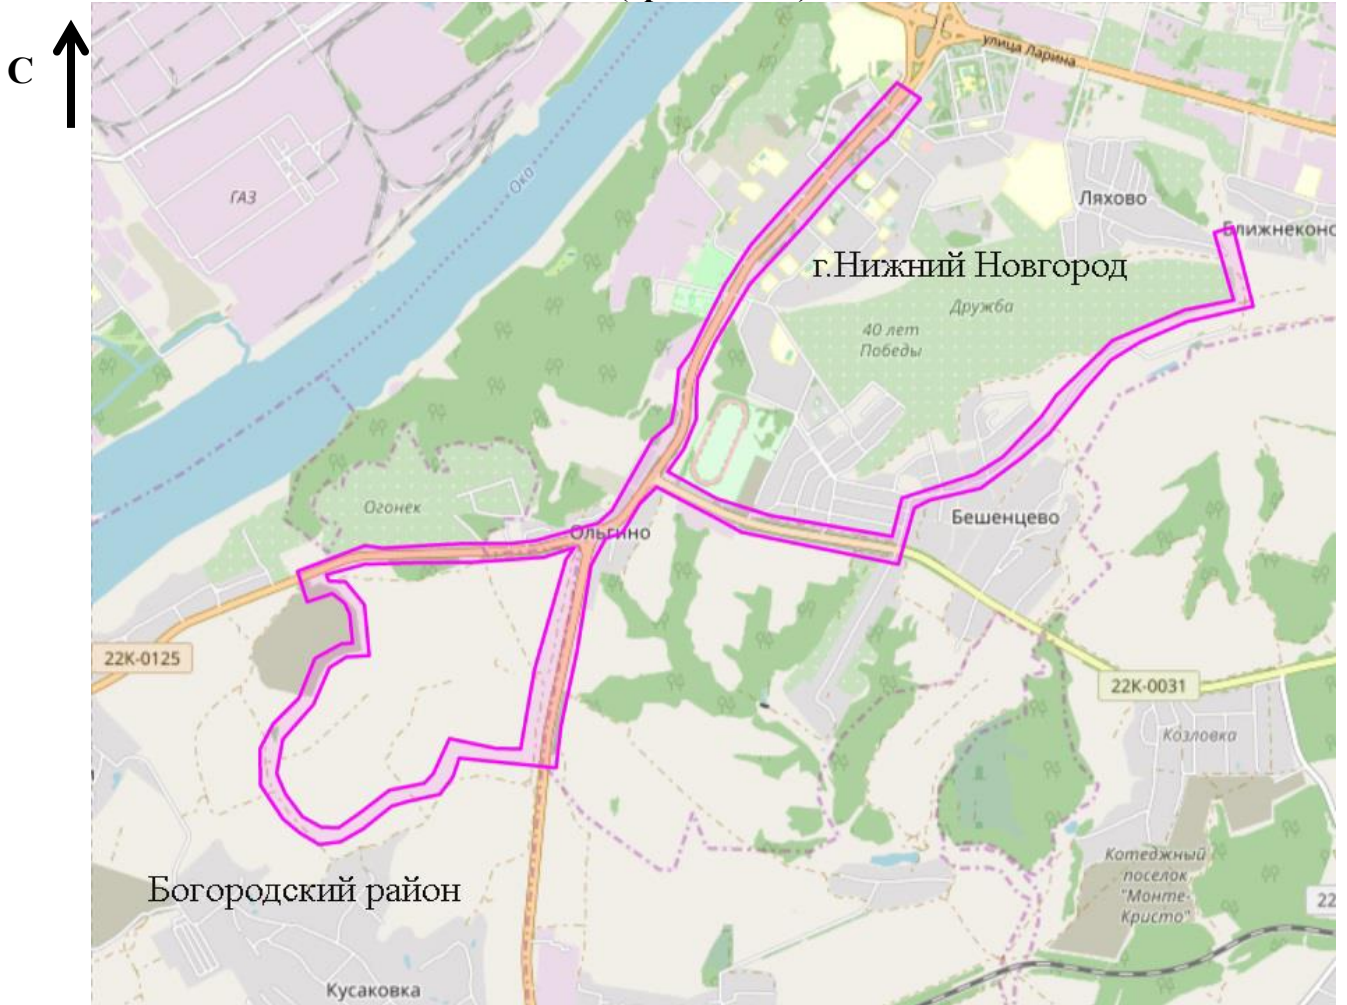 С
улица Ларина
Ока
ГАЗ
Ляхово
Ближнеконс
г.Нижний Новгород
Дружба
40 лет
Победы
Огонек
Ольгино
Бешенцево
22К-0125
22К-0031
Козловка
Котеджный
поселок
"Монте-
Кристо"
22
Богородский район
Кусаковка